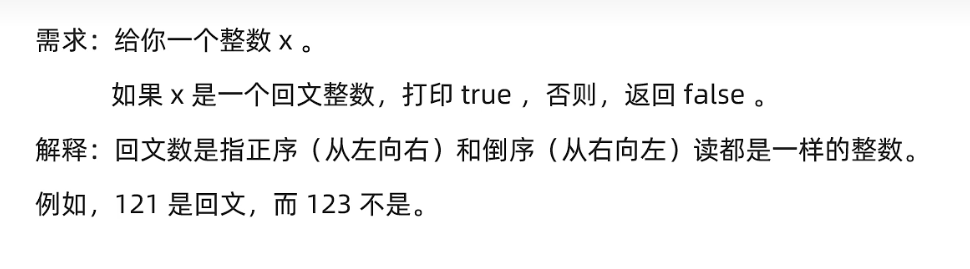 需求：给你一个整数 x 。
如果 x 是一个回文整数，打印 true ，否则，返回 false 。
解释：回文数是指正序（从左向右）和倒序（从右向左）读都是一样的整数。
例如，121 是回文，而 123 不是。